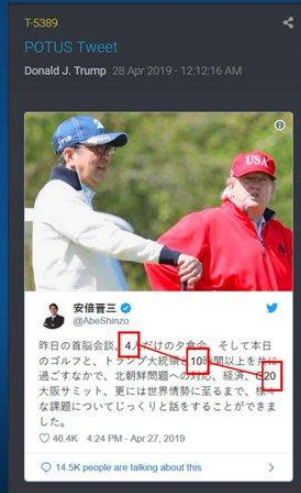 T-5389
POTUS Tweet
Donald J. Trump 28 Apr 2019 - 12:12:16 AM
USA
安倍晋三
@AbeShinzo
昨日の首脳会談、4人だけの夕食会、そして本日
のゴルフと、トランプ大統領と10時間以上を共に
過ごすなかで、北朝鮮問題への対応、経済、G20
大阪サミット、更には世界情勢に至るまで、様々
な課題についてじっくりと話をすることができま
した。
46.4K 4:24 PM - Apr 27, 2019
14.5K people are talking about this